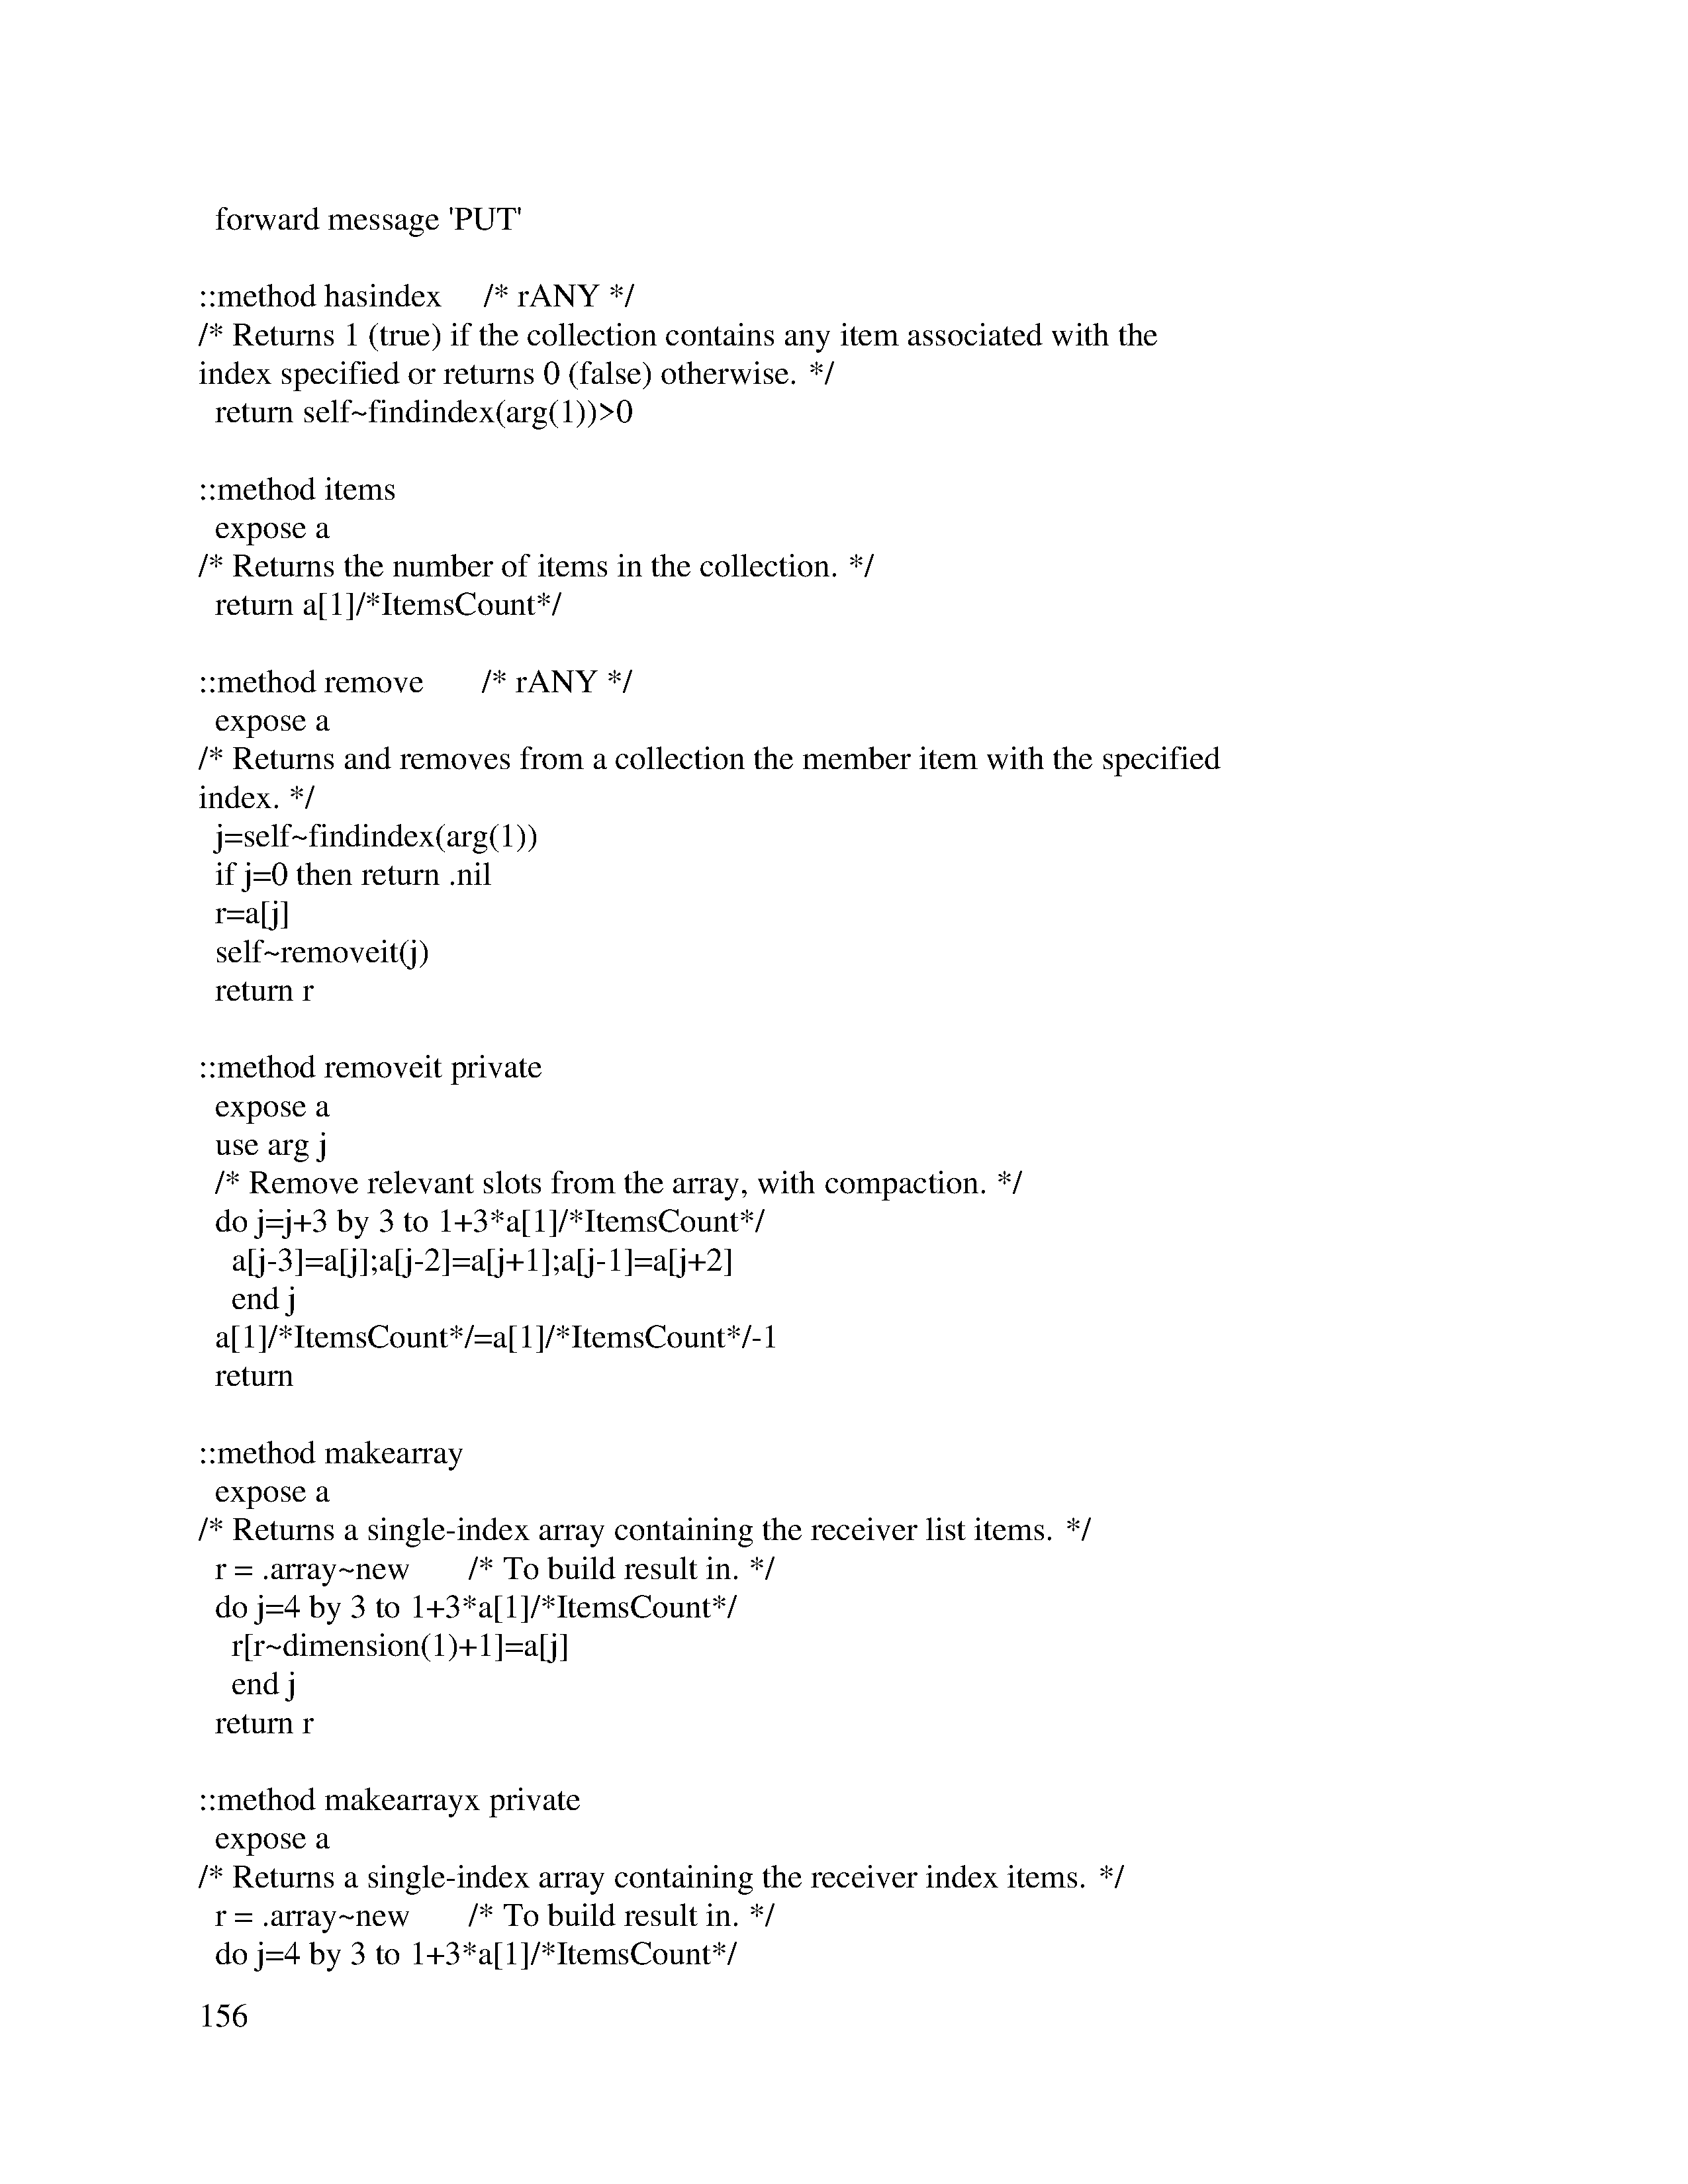 forward message 'PUT'
::method hasindex /* rANY */
/* Returns 1 (true) if the collection contains any item associated with the
index specified or returns 0 (false) otherwise. */
return self~findindex(arg(1))>0
::method items
expose a
/* Returns the number of items in the collection. */
return a[1]/*ItemsCount*/
::method remove /* rANY */
expose a
/* Returns and removes from a collection the member item with the specified
index. */
j=self~findindex(arg(1))
if j=0 then return .nil
r=a[j]
self~removeit(j)
return r
::method removeit private
expose a
use arg j
/* Remove relevant slots from the array, with compaction. */
do j=j+3 by 3 to 1+3*a[1]/*ItemsCount*/
a[j-3]=a[j];a[j-2]=a[j+1];a[j-1]=a[j+2]
end j
a[1]/*ItemsCount*/=a[1]/*ItemsCount*/-1
return
::method makearray
expose a
/* Returns a single-index array containing the receiver list items. */
r = .array~new /* To build result in. */
do j=4 by 3 to 1+3*a[1]/*ItemsCount*/
r[r~dimension(1)+1]=a[j]
end j
return r
::method makearrayx private
expose a
/* Returns a single-index array containing the receiver index items. */
r = .array~new /* To build result in. */
do j=4 by 3 to 1+3*a[1]/*ItemsCount*/
156